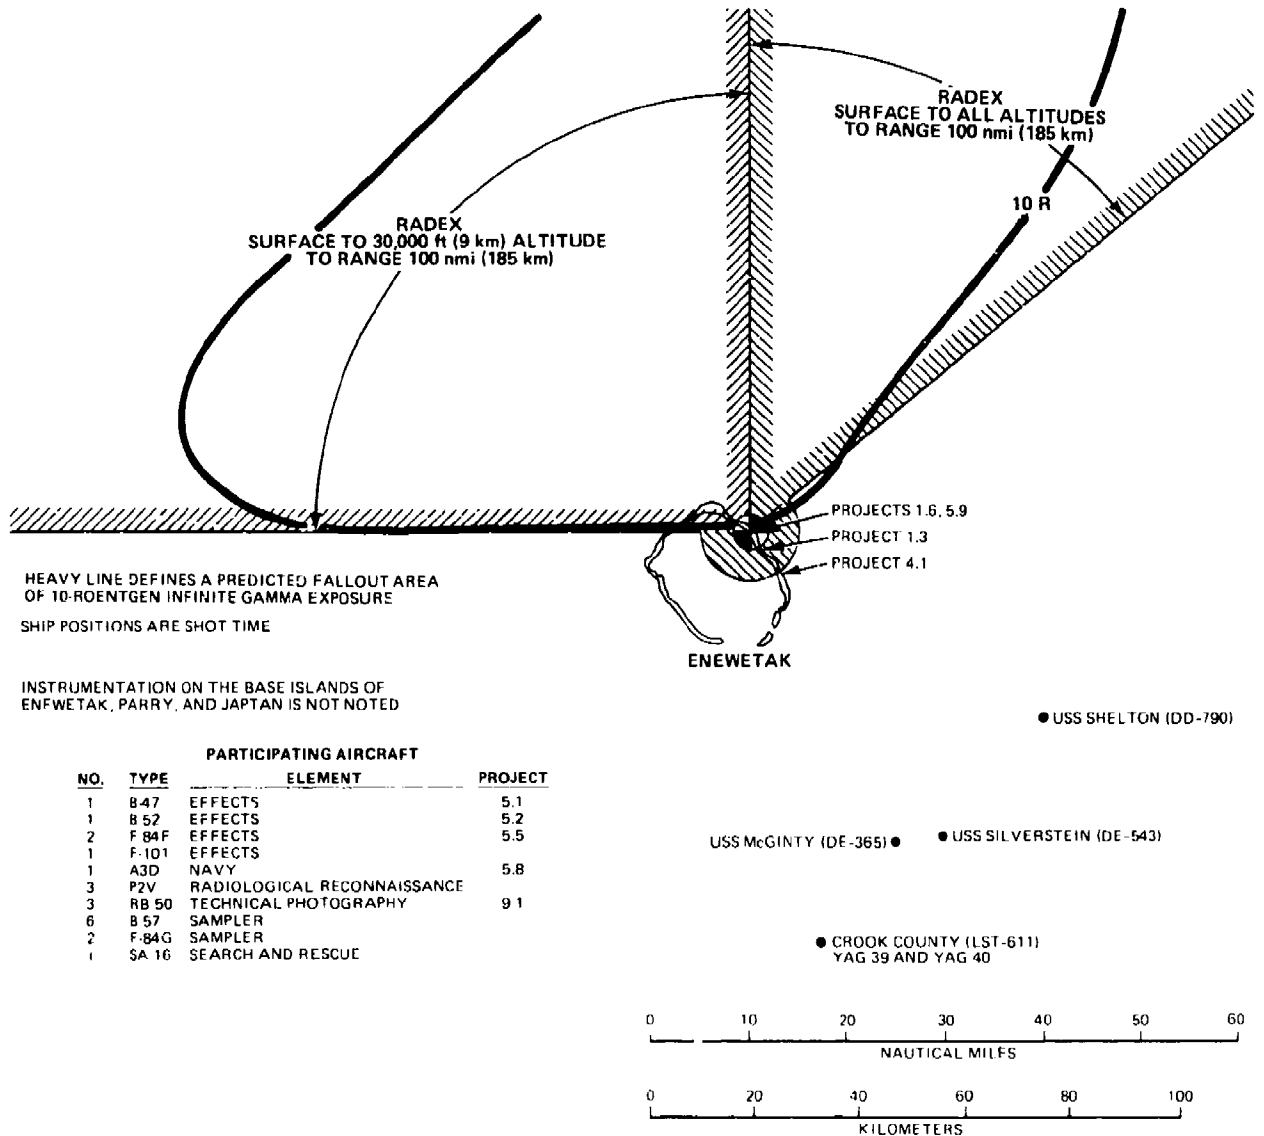 RADEX
SURFACE TO ALL ALTITUDES
TO RANGE 100 nmi (185 km)
10 R
RADEX
SURFACE TO 30,000 ft (9 km) ALTITUDE
TO RANGE 100 nmi (185 km)
PROJECTS 1.6, 5.9
PROJECT 1.3
PROJECT 4.1
HEAVY LINE DEFINES A PREDICTED FALLOUT AREA
OF 10-ROENTGEN INFINITE GAMMA EXPOSURE
SHIP POSITIONS ARE SHOT TIME
ENEWETAK
INSTRUMENTATION ON THE BASE ISLANDS OF
ENEWETAK, PARRY, AND JAPTAN IS NOT NOTED
USS SHELTON (DD-790)
PARTICIPATING AIRCRAFT
NO. TYPE ELEMENT PROJECT
1 B-47 EFFECTS 5.1
1 B 52 EFFECTS 5.2
2 F 84F EFFECTS 5.5
1 F-101 EFFECTS
1 A3D NAVY 5.8
3 P2V RADIOLOGICAL RECONNAISSANCE
3 RB 50 TECHNICAL PHOTOGRAPHY 9 1
6 B 57 SAMPLER
2 F-84G SAMPLER
1 SA 16 SEARCH AND RESCUE
USS McGINTY (DE-365)
USS SILVERSTEIN (DE-543)
CROOK COUNTY (LST-611)
YAG 39 AND YAG 40
0 10 20 30 40 50 60
NAUTICAL MILES
0 20 40 60 80 100
KILOMETERS